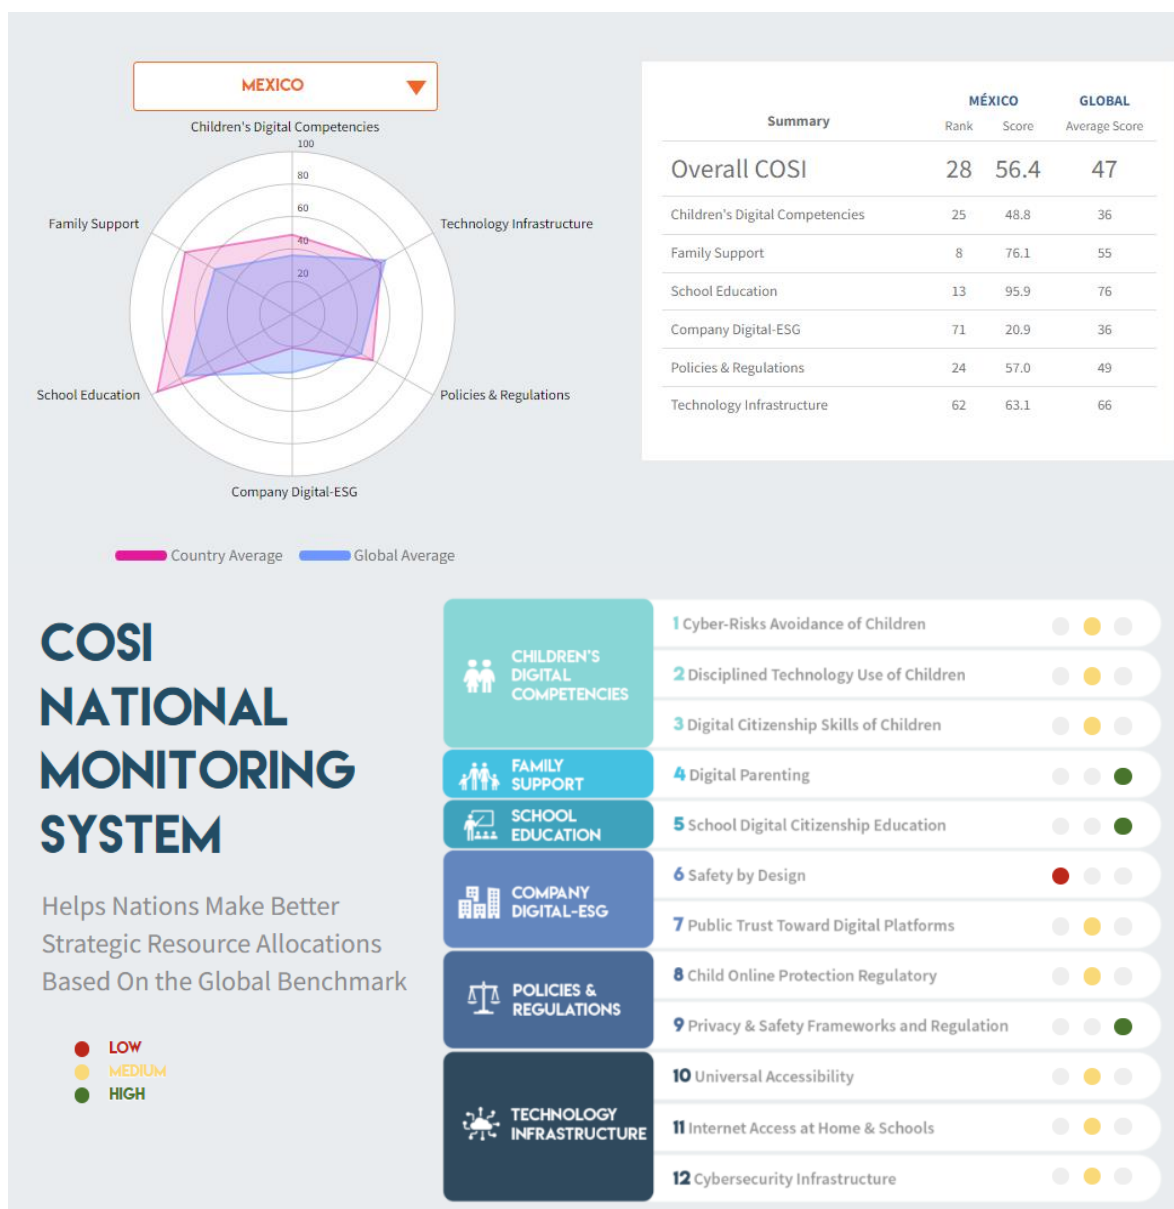 MEXICO
Children's Digital Competencies
100
80
60
40
20
Family Support
Technology Infrastructure
School Education
Policies & Regulations
Company Digital-ESG
Country Average
Global Average
MÉXICO GLOBAL
Summary Rank Score Average Score
Overall COSI 28 56.4 47
Children's Digital Competencies 25 48.8 36
Family Support 8 76.1 55
School Education 13 95.9 76
Company Digital-ESG 71 20.9 36
Policies & Regulations 24 57.0 49
Technology Infrastructure 62 63.1 66
COSI
NATIONAL
MONITORING
SYSTEM
Helps Nations Make Better
Strategic Resource Allocations
Based On the Global Benchmark
LOW
MEDIUM
HIGH
CHILDREN'S
DIGITAL
COMPETENCIES
1 Cyber-Risks Avoidance of Children
2 Disciplined Technology Use of Children
3 Digital Citizenship Skills of Children
FAMILY
SUPPORT
4 Digital Parenting
SCHOOL
EDUCATION
5 School Digital Citizenship Education
COMPANY
DIGITAL-ESG
6 Safety by Design
7 Public Trust Toward Digital Platforms
POLICIES &
REGULATIONS
8 Child Online Protection Regulatory
9 Privacy & Safety Frameworks and Regulation
TECHNOLOGY
INFRASTRUCTURE
10 Universal Accessibility
11 Internet Access at Home & Schools
12 Cybersecurity Infrastructure